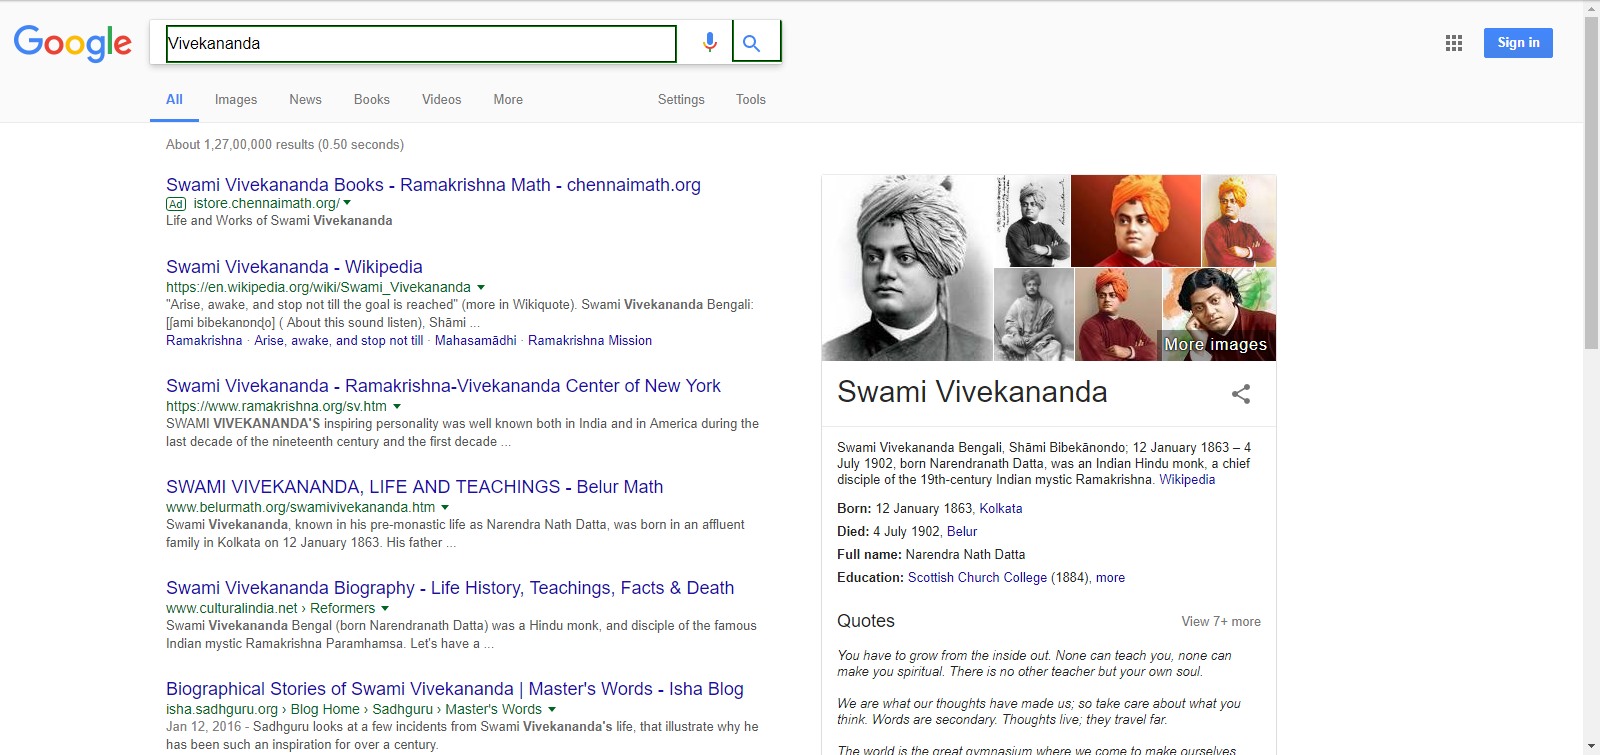 Google
Vivekananda
Sign in
All Images News Books Videos More Settings Tools
About 1,27,00,000 results (0.50 seconds)
Swami Vivekananda Books - Ramakrishna Math - chennaimath.org
Ad istore.chennaimath.org/
Life and Works of Swami Vivekananda
Swami Vivekananda - Wikipedia
https://en.wikipedia.org/wiki/Swami_Vivekananda
"Arise, awake, and stop not till the goal is reached" (more in Wikiquote). Swami Vivekananda Bengali:
[ʃami bibekanɒnɖo] ( About this sound listen), Shāmi ...
Ramakrishna · Arise, awake, and stop not till · Mahasamādhi · Ramakrishna Mission
Swami Vivekananda - Ramakrishna-Vivekananda Center of New York
https://www.ramakrishna.org/sv.htm
SWAMI VIVEKANANDA'S inspiring personality was well known both in India and in America during the
last decade of the nineteenth century and the first decade ...
SWAMI VIVEKANANDA, LIFE AND TEACHINGS - Belur Math
www.belurmath.org/swamivivekananda.htm
Swami Vivekananda, known in his pre-monastic life as Narendra Nath Datta, was born in an affluent
family in Kolkata on 12 January 1863. His father ...
Swami Vivekananda Biography - Life History, Teachings, Facts & Death
www.culturalindia.net › Reformers
Swami Vivekananda Bengal (born Narendranath Datta) was a Hindu monk, and disciple of the famous
Indian mystic Ramakrishna Paramhamsa. Let's have a ...
Biographical Stories of Swami Vivekananda | Master's Words - Isha Blog
isha.sadhguru.org › Blog Home › Sadhguru › Master's Words
Jan 12, 2016 - Sadhguru looks at a few incidents from Swami Vivekananda's life, that illustrate why he
has been such an inspiration for over a century.
More images
Swami Vivekananda
Swami Vivekananda Bengali, Shāmi Bibekānondo; 12 January 1863 – 4
July 1902, born Narendranath Datta, was an Indian Hindu monk, a chief
disciple of the 19th-century Indian mystic Ramakrishna. Wikipedia
Born: 12 January 1863, Kolkata
Died: 4 July 1902, Belur
Full name: Narendra Nath Datta
Education: Scottish Church College (1884), more
Quotes View 7+ more
You have to grow from the inside out. None can teach you, none can
make you spiritual. There is no other teacher but your own soul.
We are what our thoughts have made us; so take care about what you
think. Words are secondary. Thoughts live; they travel far.
The world is the great gymnasium where we come to make ourselves